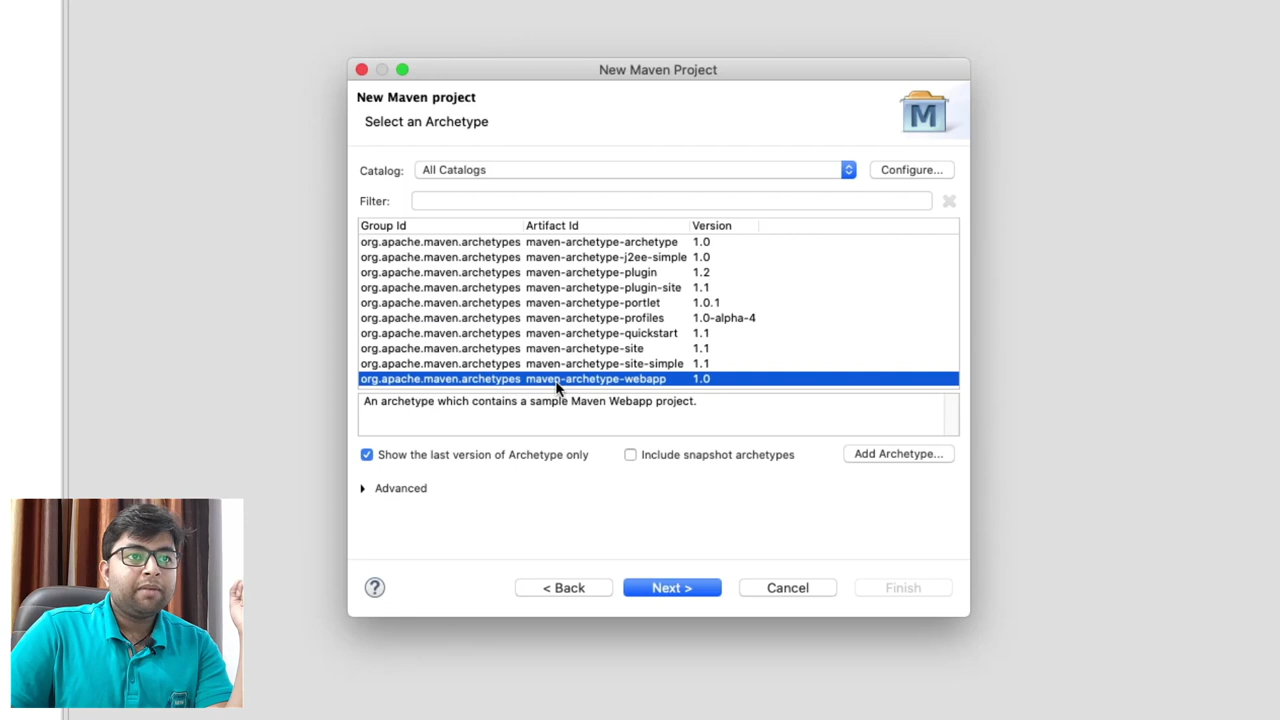 New Maven Project
New Maven project
Select an Archetype
M
Catalog: All Catalogs Configure...
Filter:
Group Id Artifact Id Version
org.apache.maven.archetypes maven-archetype-archetype 1.0
org.apache.maven.archetypes maven-archetype-j2ee-simple 1.0
org.apache.maven.archetypes maven-archetype-plugin 1.2
org.apache.maven.archetypes maven-archetype-plugin-site 1.1
org.apache.maven.archetypes maven-archetype-portlet 1.0.1
org.apache.maven.archetypes maven-archetype-profiles 1.0-alpha-4
org.apache.maven.archetypes maven-archetype-quickstart 1.1
org.apache.maven.archetypes maven-archetype-site 1.1
org.apache.maven.archetypes maven-archetype-site-simple 1.1
org.apache.maven.archetypes maven-archetype-webapp 1.0
An archetype which contains a sample Maven Webapp project.
Show the last version of Archetype only Include snapshot archetypes Add Archetype...
Advanced
? < Back Next > Cancel Finish